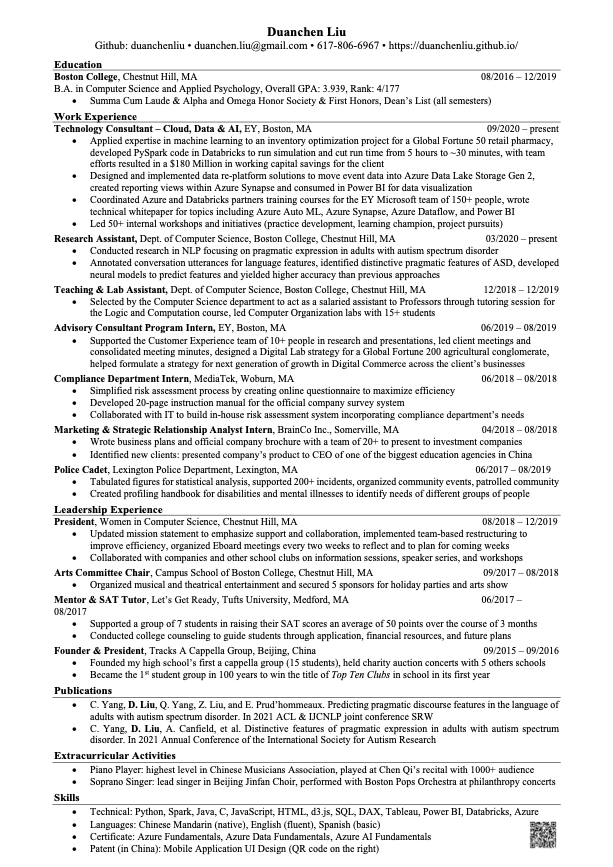 Duanchen Liu
Github: duanchenliu • duanchen.liu@gmail.com • 617-806-6967 • https://duanchenliu.github.io/
Education
Boston College, Chestnut Hill, MA 08/2016 – 12/2019
B.A. in Computer Science and Applied Psychology, Overall GPA: 3.939, Rank: 4/177
• Summa Cum Laude & Alpha and Omega Honor Society & First Honors, Dean's List (all semesters)
Work Experience
Technology Consultant – Cloud, Data & AI, EY, Boston, MA 09/2020 – present
• Applied expertise in machine learning to an inventory optimization project for a Global Fortune 50 retail pharmacy,
developed PySpark code in Databricks to run simulation and cut run time from 5 hours to ~30 minutes, with team
efforts resulted in a $180 Million in working capital savings for the client
• Designed and implemented data re-platform solutions to move event data into Azure Data Lake Storage Gen 2,
created reporting views within Azure Synapse and consumed in Power BI for data visualization
• Coordinated Azure and Databricks partners training courses for the EY Microsoft team of 150+ people, wrote
technical whitepaper for topics including Azure Auto ML, Azure Synapse, Azure Dataflow, and Power BI
• Led 50+ internal workshops and initiatives (practice development, learning champion, project pursuits)
Research Assistant, Dept. of Computer Science, Boston College, Chestnut Hill, MA 03/2020 – present
• Conducted research in NLP focusing on pragmatic expression in adults with autism spectrum disorder
• Annotated conversation utterances for language features, identified distinctive pragmatic features of ASD, developed
neural models to predict features and yielded higher accuracy than previous approaches
Teaching & Lab Assistant, Dept. of Computer Science, Boston College, Chestnut Hill, MA 12/2018 – 12/2019
• Selected by the Computer Science department to act as a salaried assistant to Professors through tutoring session for
the Logic and Computation course, led Computer Organization labs with 15+ students
Advisory Consultant Program Intern, EY, Boston, MA 06/2019 – 08/2019
• Supported the Customer Experience team of 10+ people in research and presentations, led client meetings and
consolidated meeting minutes, designed a Digital Lab strategy for a Global Fortune 200 agricultural conglomerate,
helped formulate a strategy for next generation of growth in Digital Commerce across the client's businesses
Compliance Department Intern, MediaTek, Woburn, MA 06/2018 – 08/2018
• Simplified risk assessment process by creating online questionnaire to maximize efficiency
• Developed 20-page instruction manual for the official company survey system
• Collaborated with IT to build in-house risk assessment system incorporating compliance department's needs
Marketing & Strategic Relationship Analyst Intern, BrainCo Inc., Somerville, MA 04/2018 – 08/2018
• Wrote business plans and official company brochure with a team of 20+ to present to investment companies
• Identified new clients: presented company's product to CEO of one of the biggest education agencies in China
Police Cadet, Lexington Police Department, Lexington, MA 06/2017 – 08/2019
• Tabulated figures for statistical analysis, supported 200+ incidents, organized community events, patrolled community
• Created profiling handbook for disabilities and mental illnesses to identify needs of different groups of people
Leadership Experience
President, Women in Computer Science, Chestnut Hill, MA 08/2018 – 12/2019
• Updated mission statement to emphasize support and collaboration, implemented team-based restructuring to
improve efficiency, organized Eboard meetings every two weeks to reflect and to plan for coming weeks
• Collaborated with companies and other school clubs on information sessions, speaker series, and workshops
Arts Committee Chair, Campus School of Boston College, Chestnut Hill, MA 09/2017 – 08/2018
• Organized musical and theatrical entertainment and secured 5 sponsors for holiday parties and arts show
Mentor & SAT Tutor, Let's Get Ready, Tufts University, Medford, MA 06/2017 –
08/2017
• Supported a group of 7 students in raising their SAT scores an average of 50 points over the course of 3 months
• Conducted college counseling to guide students through application, financial resources, and future plans
Founder & President, Tracks A Cappella Group, Beijing, China 09/2015 – 09/2016
• Founded my high school's first a cappella group (15 students), held charity auction concerts with 5 others schools
• Became the 1st student group in 100 years to win the title of Top Ten Clubs in school in its first year
Publications
• C. Yang, D. Liu, Q. Yang, Z. Liu, and E. Prud'hommeaux. Predicting pragmatic discourse features in the language of
adults with autism spectrum disorder. In 2021 ACL & IJCNLP joint conference SRW
• C. Yang, D. Liu, A. Canfield, et al. Distinctive features of pragmatic expression in adults with autism spectrum
disorder. In 2021 Annual Conference of the International Society for Autism Research
Extracurricular Activities
• Piano Player: highest level in Chinese Musicians Association, played at Chen Qi's recital with 1000+ audience
• Soprano Singer: lead singer in Beijing Jinfan Choir, performed with Boston Pops Orchestra at philanthropy concerts
Skills
• Technical: Python, Spark, Java, C, JavaScript, HTML, d3.js, SQL, DAX, Tableau, Power BI, Databricks, Azure
• Languages: Chinese Mandarin (native), English (fluent), Spanish (basic)
• Certificate: Azure Fundamentals, Azure Data Fundamentals, Azure AI Fundamentals
• Patent (in China): Mobile Application UI Design (QR code on the right)